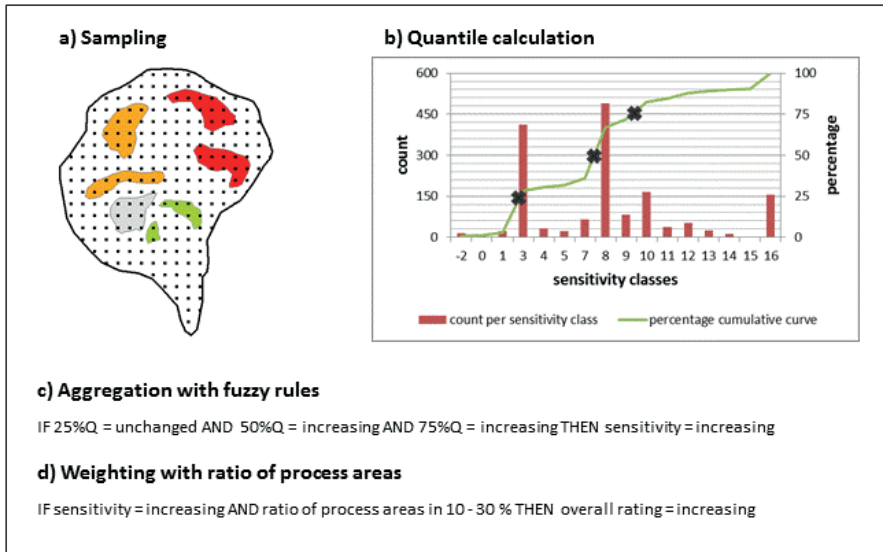 a) Sampling
b) Quantile calculation
600
450
300
150
0
count
100
75
50
25
0
percentage
-2 0 1 3 4 5 7 8 9 10 11 12 13 14 15 16
sensitivity classes
count per sensitivity class
percentage cumulative curve
c) Aggregation with fuzzy rules
IF 25%Q = unchanged AND 50%Q = increasing AND 75%Q = increasing THEN sensitivity = increasing
d) Weighting with ratio of process areas
IF sensitivity = increasing AND ratio of process areas in 10 - 30 % THEN overall rating = increasing